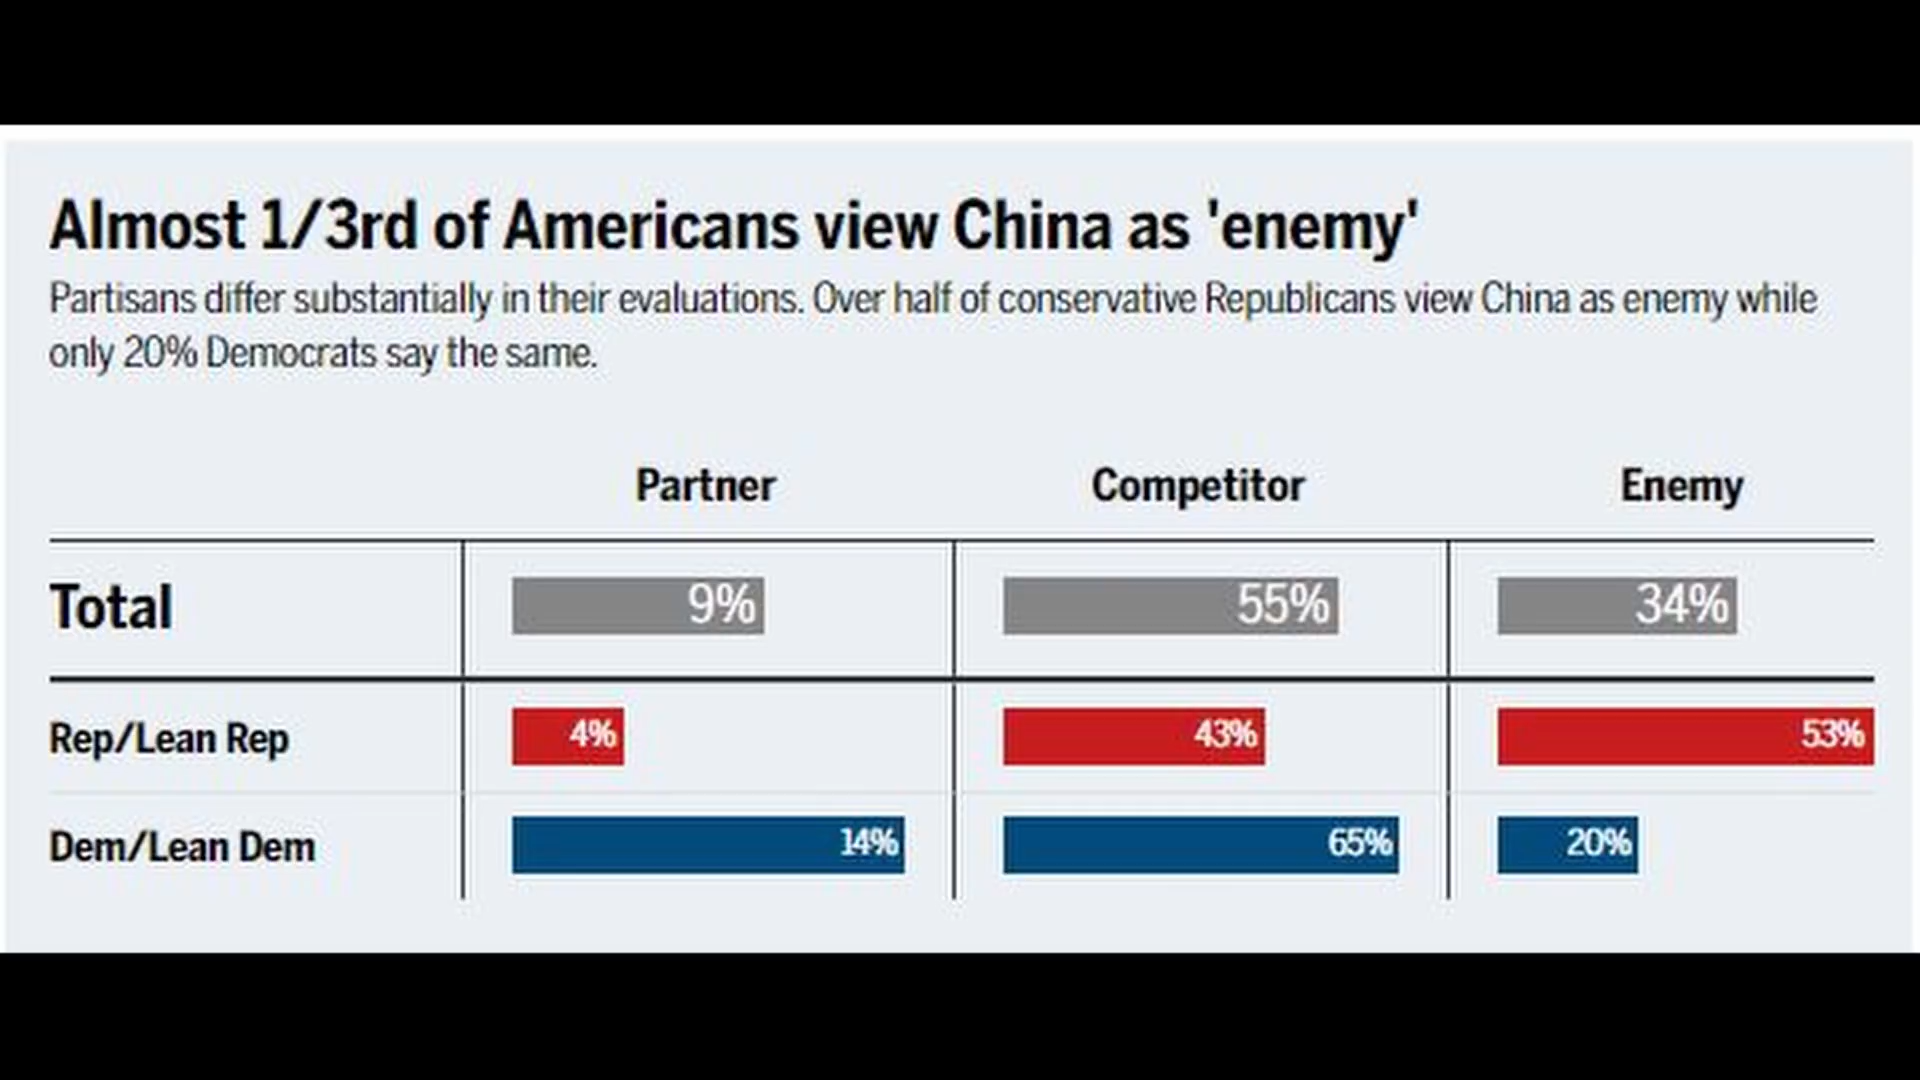 Almost 1/3rd of Americans view China as 'enemy'
Partisans differ substantially in their evaluations. Over half of conservative Republicans view China as enemy while
only 20% Democrats say the same.
Partner Competitor Enemy
Total 9% 55% 34%
Rep/Lean Rep 4% 43% 53%
Dem/Lean Dem 14% 65% 20%